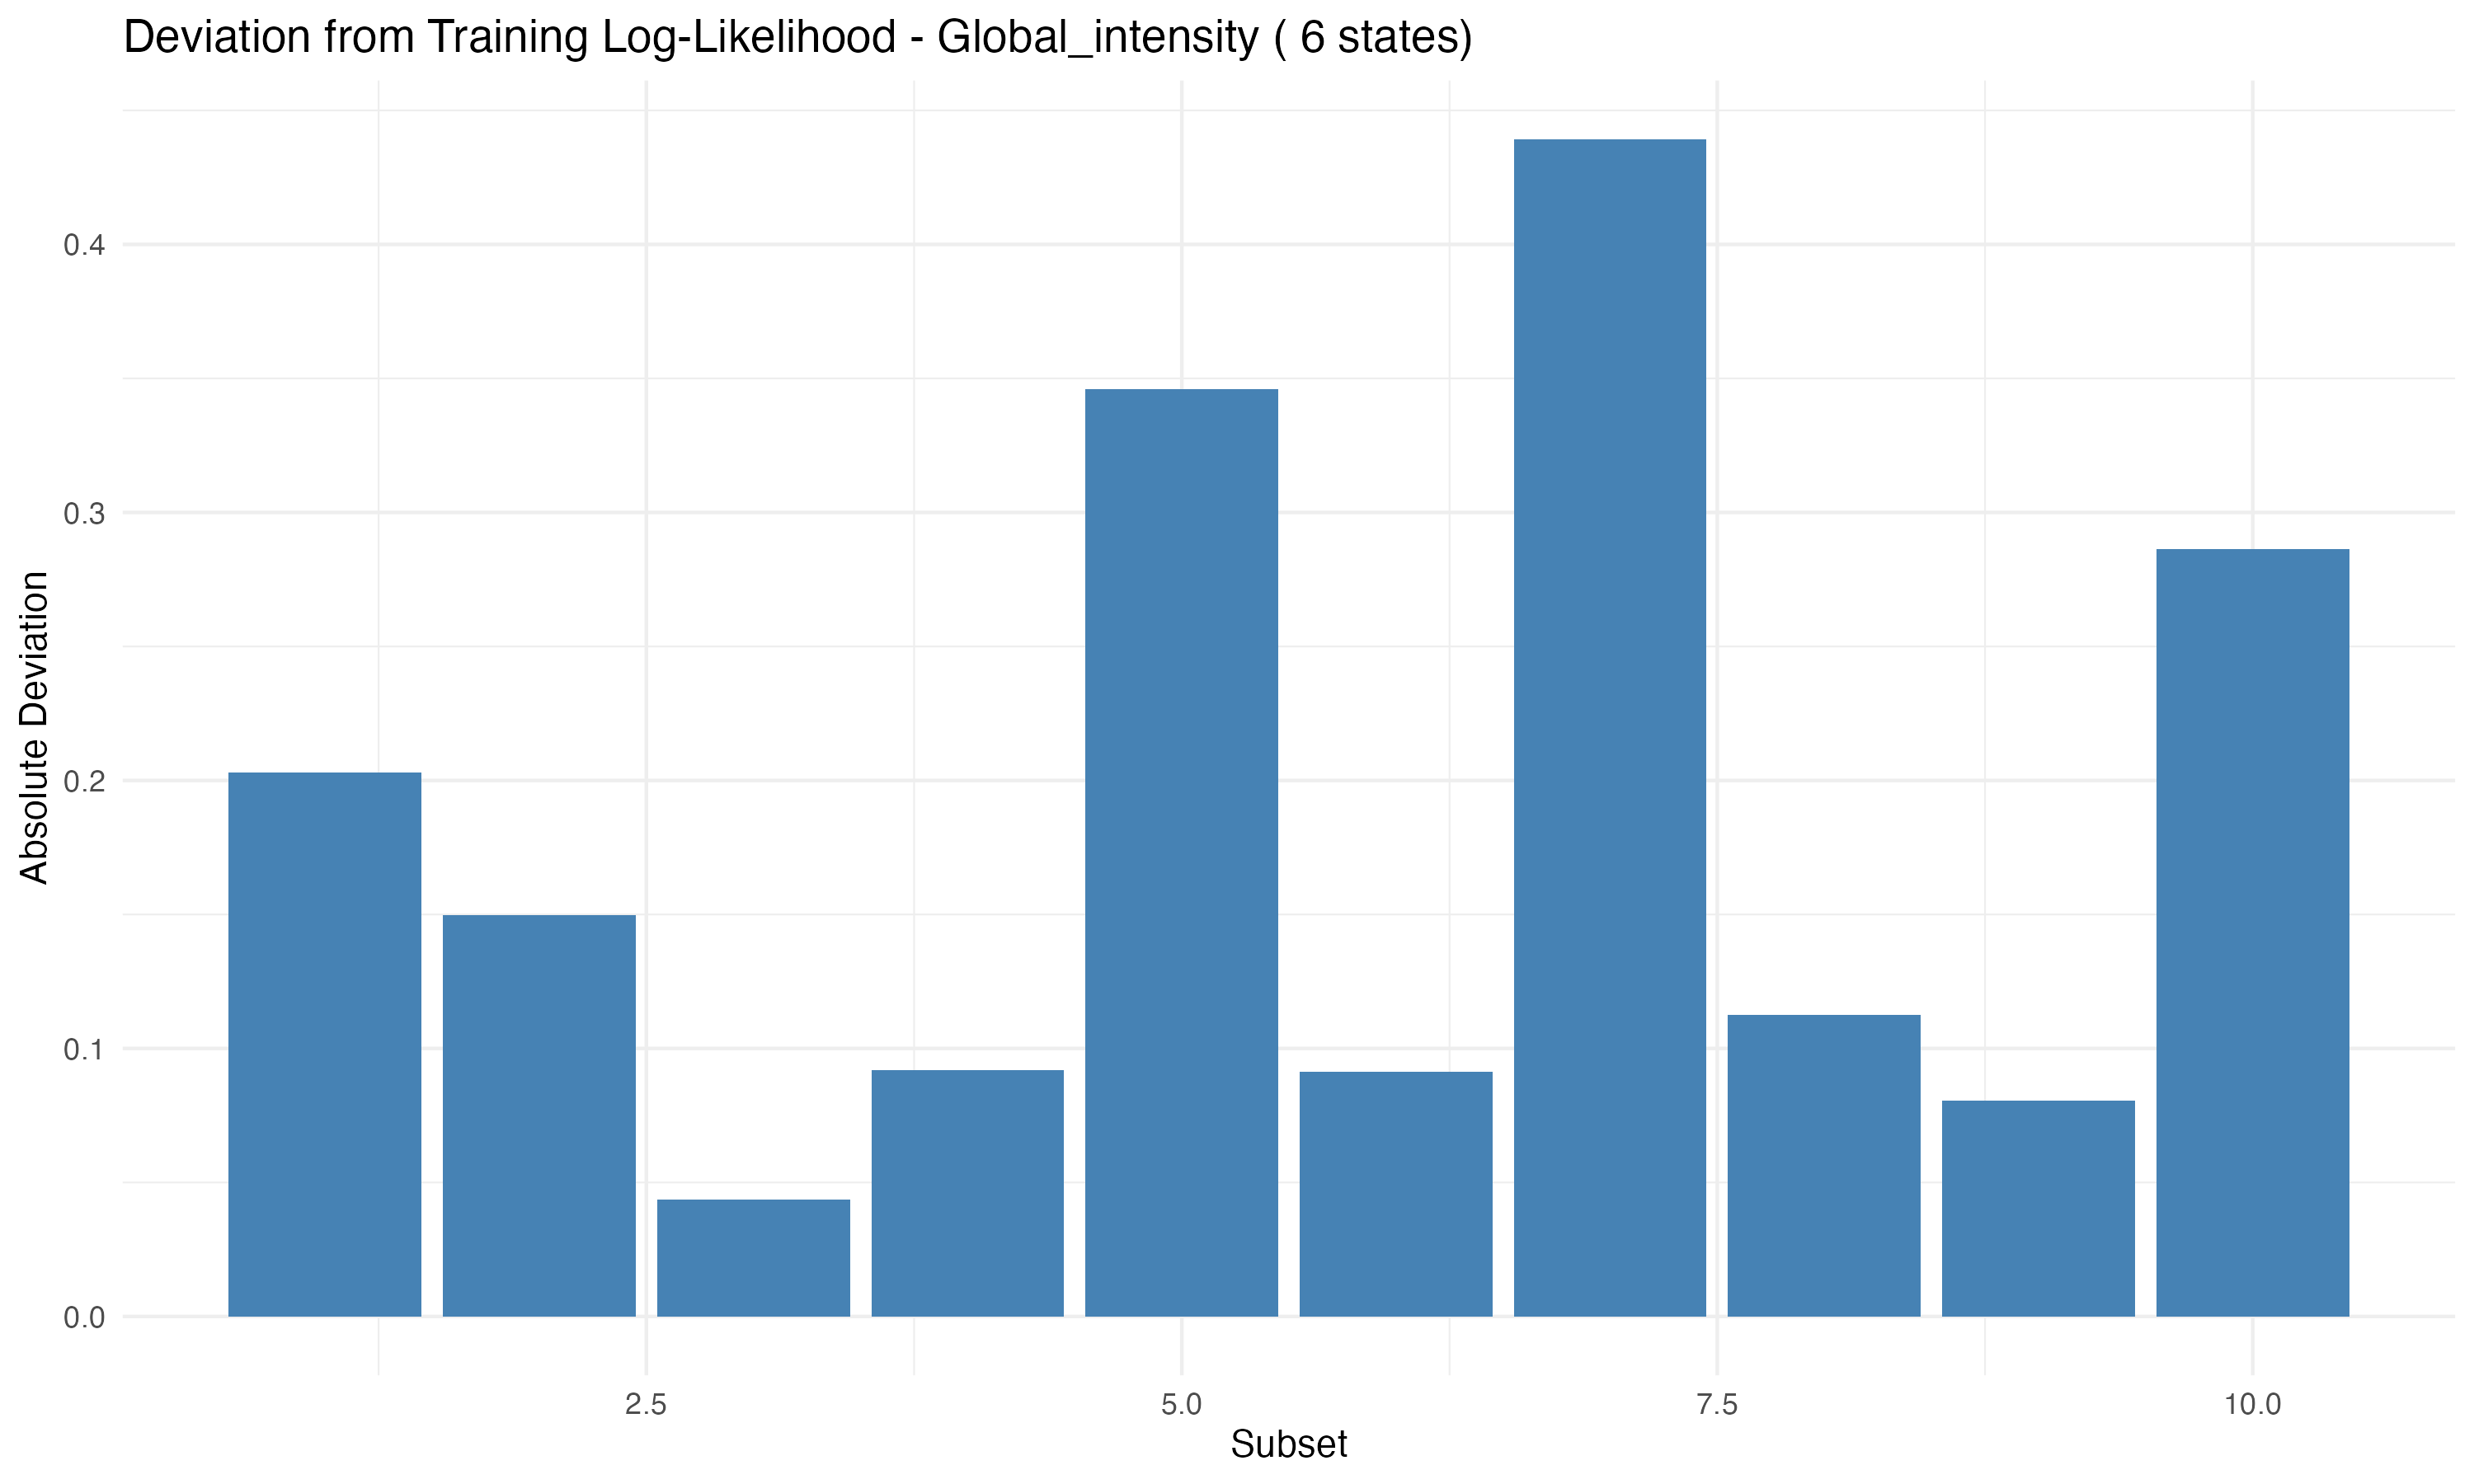 Deviation from Training Log-Likelihood - Global_intensity ( 6 states)
Absolute Deviation
0.4
0.3
0.2
0.1
0.0
2.5 5.0 7.5 10.0
Subset